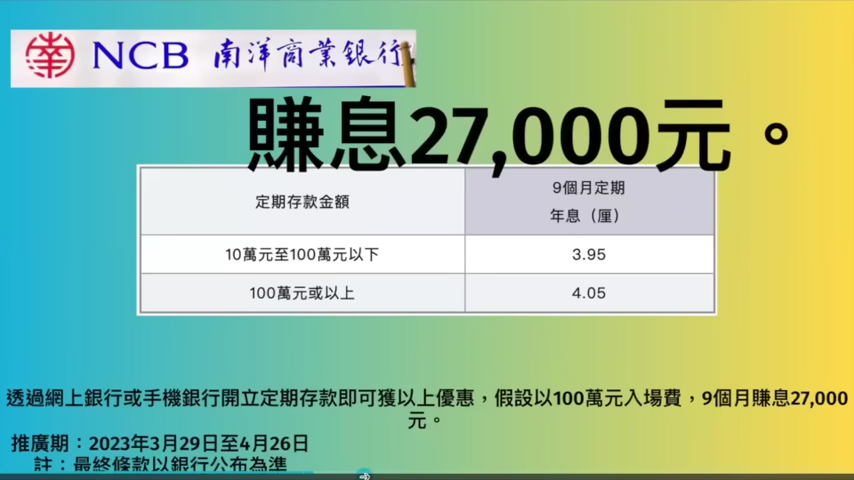 NCB 南洋商業銀行
賺息27,000元。
定期存款金額
9個月定期
年息（厘）
10萬元至100萬元以下
3.95
100萬元或以上
4.05
透過網上銀行或手機銀行開立定期存款即可獲以上優惠，假設以100萬元入場費，9個月賺息27,000
元。
推廣期：2023年3月29日至4月26日
註：最終條款以銀行公布為準